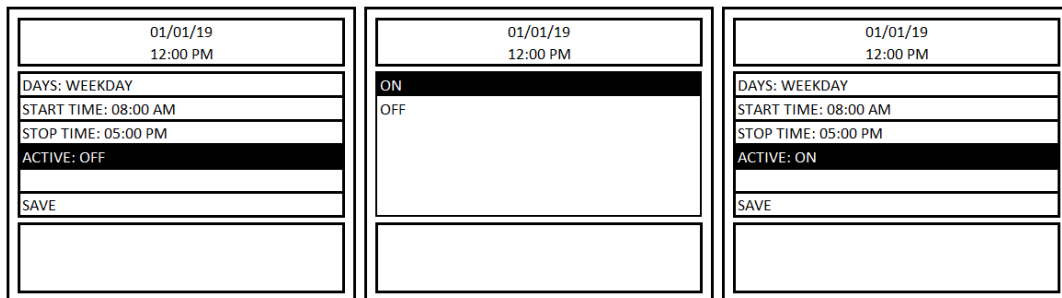 01/01/19
12:00 PM
DAYS: WEEKDAY
START TIME: 08:00 AM
STOP TIME: 05:00 PM
ACTIVE: OFF
SAVE
01/01/19
12:00 PM
ON
OFF
01/01/19
12:00 PM
DAYS: WEEKDAY
START TIME: 08:00 AM
STOP TIME: 05:00 PM
ACTIVE: ON
SAVE